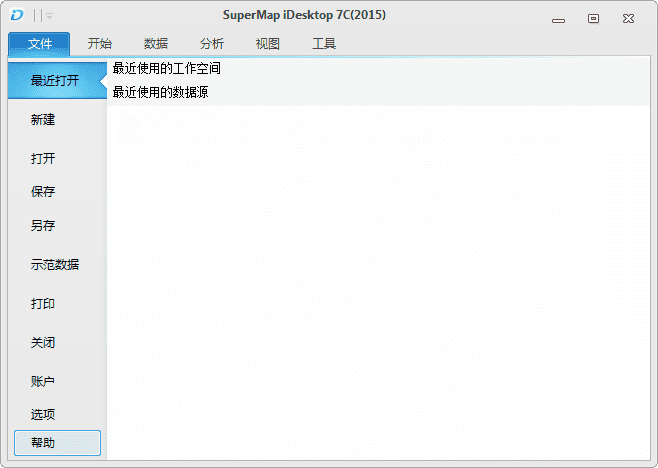 SuperMap iDesktop 7C(2015)
文件 开始 数据 分析 视图 工具
最近打开
最近使用的工作空间
最近使用的数据源
新建
打开
保存
另存
示范数据
打印
关闭
账户
选项
帮助